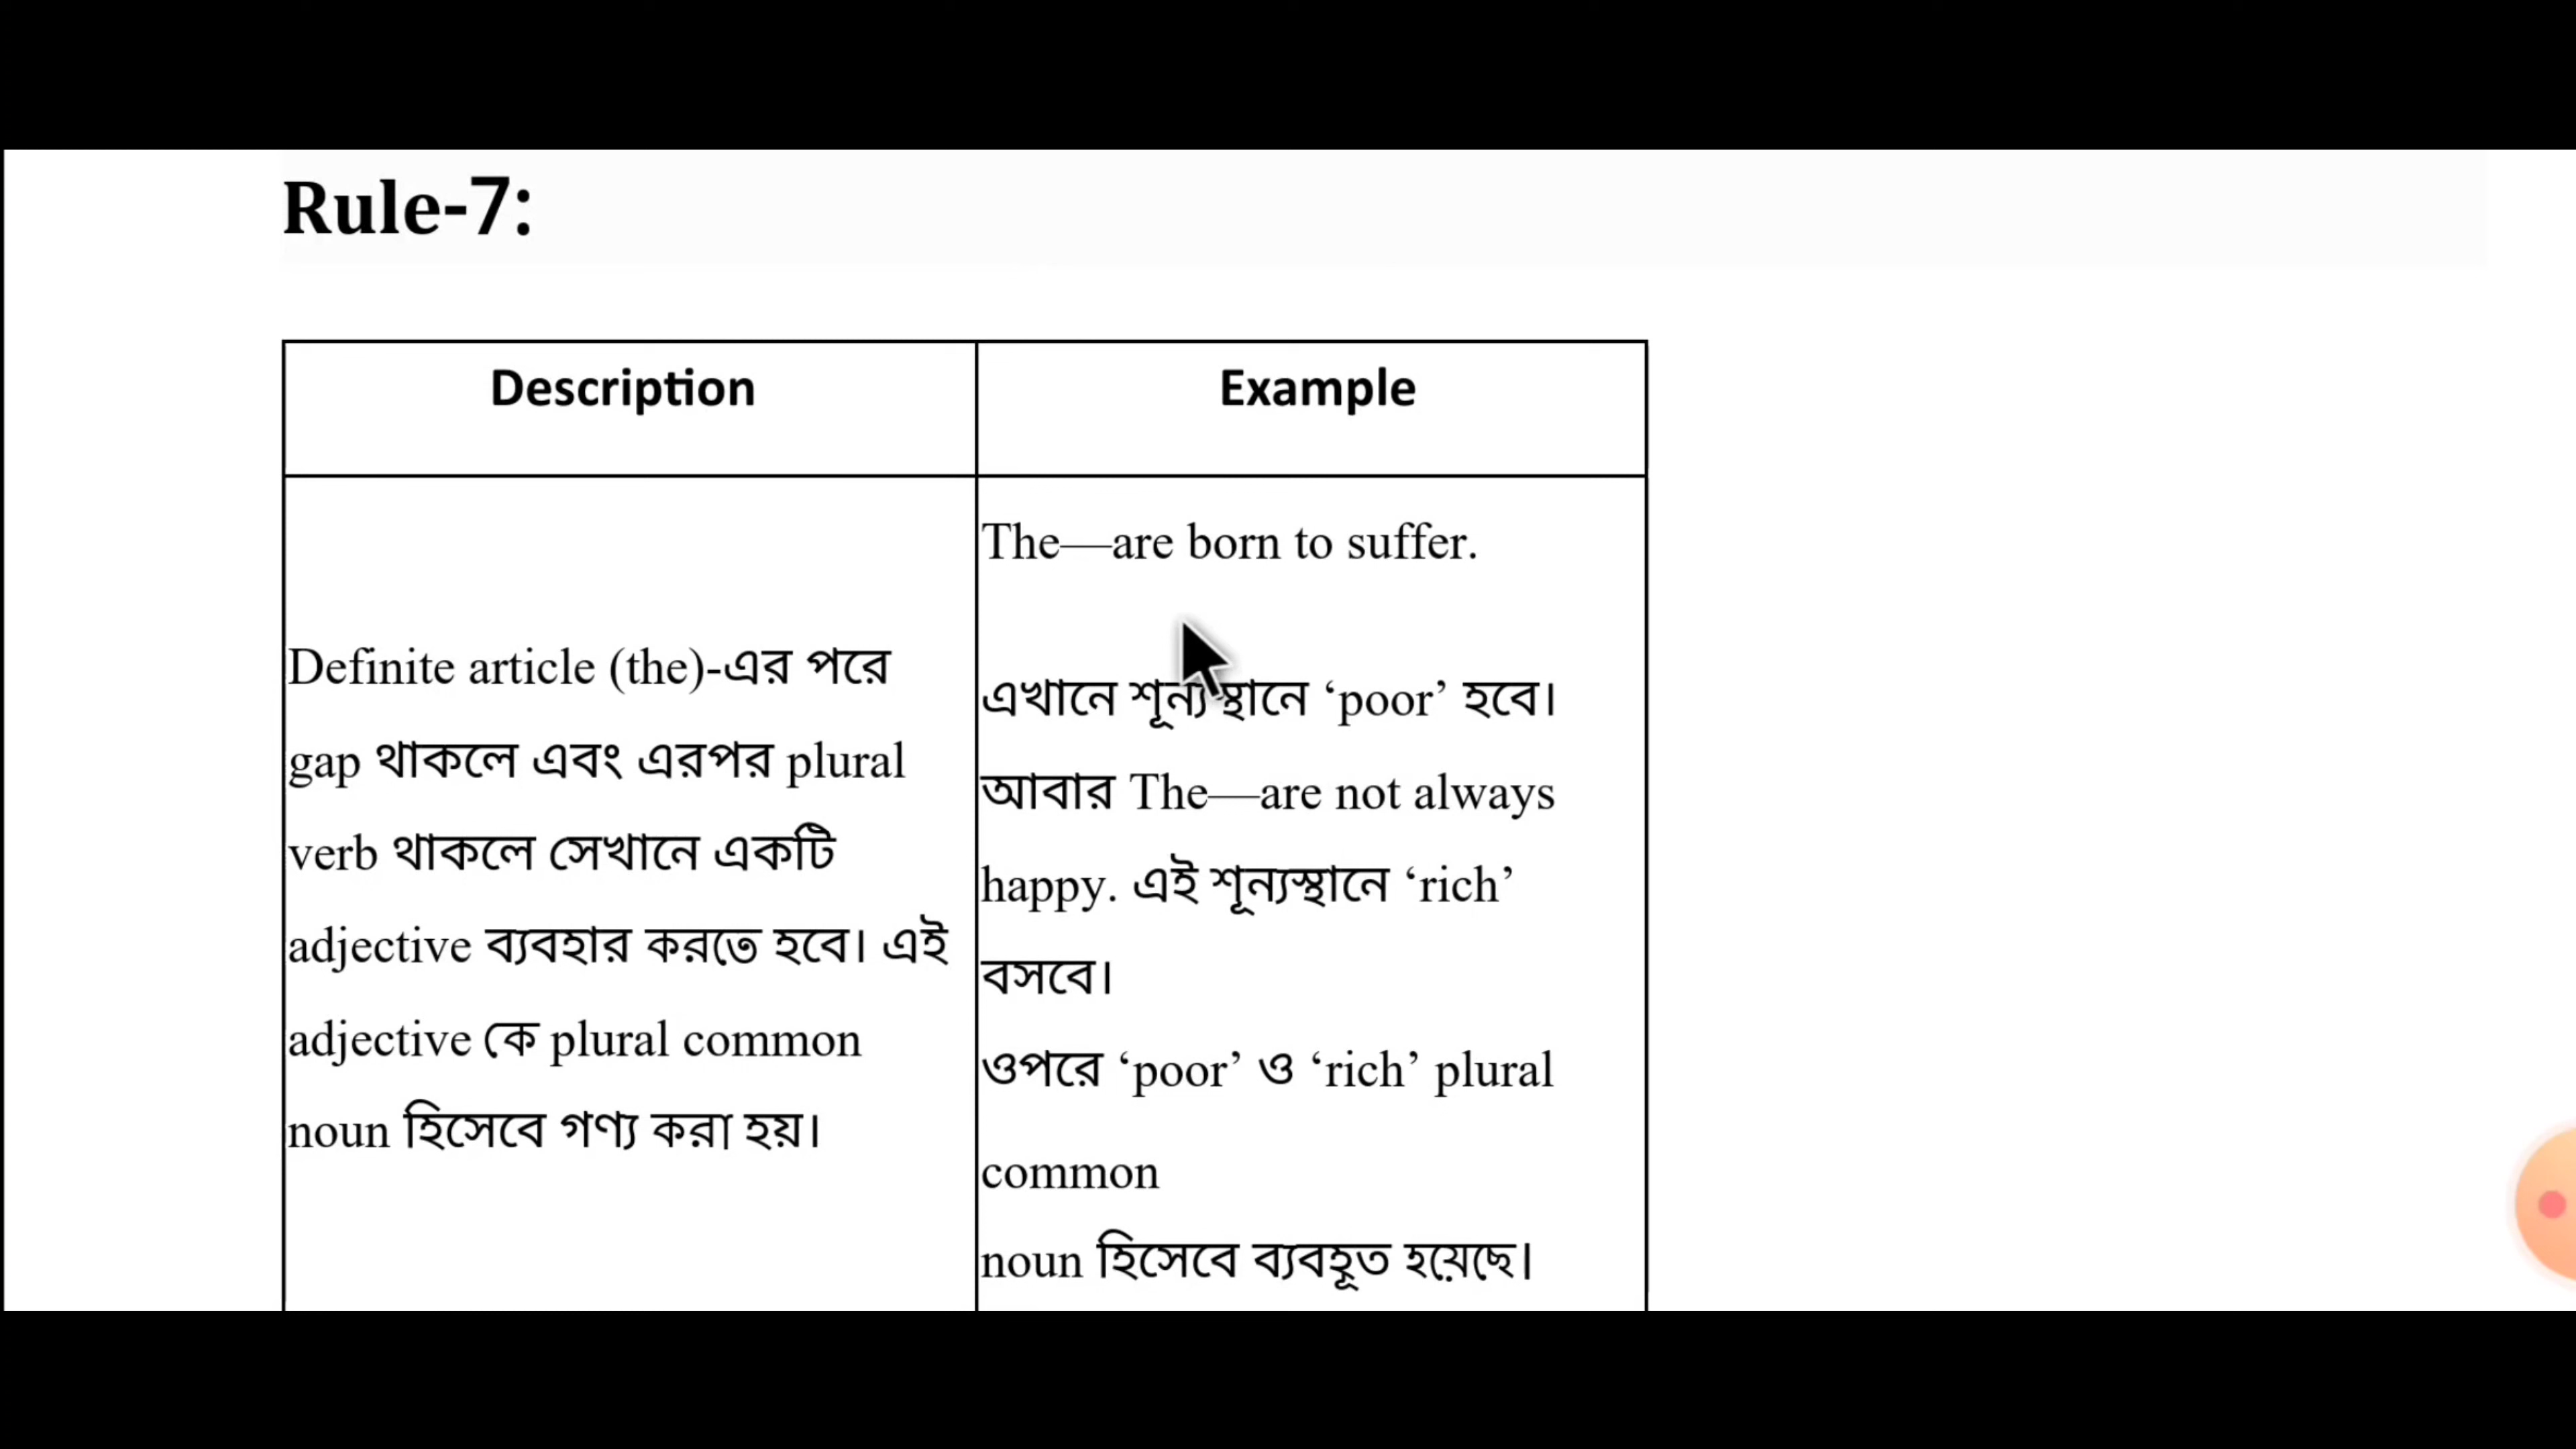 Rule-7:
Description
Example
Definite article (the)-এর পরে
gap থাকলে এবং এরপর plural
verb থাকলে সেখানে একটি
adjective ব্যবহার করতে হবে। এই
adjective কে plural common
noun হিসেবে গণ্য করা হয়।
The—are born to suffer.
এখানে শূন্যস্থানে ‘poor’ হবে।
আবার The—are not always
happy. এই শূন্যস্থানে ‘rich’
বসবে।
ওপরে ‘poor’ ও ‘rich’ plural
common
noun হিসেবে ব্যবহূত হয়েছে।